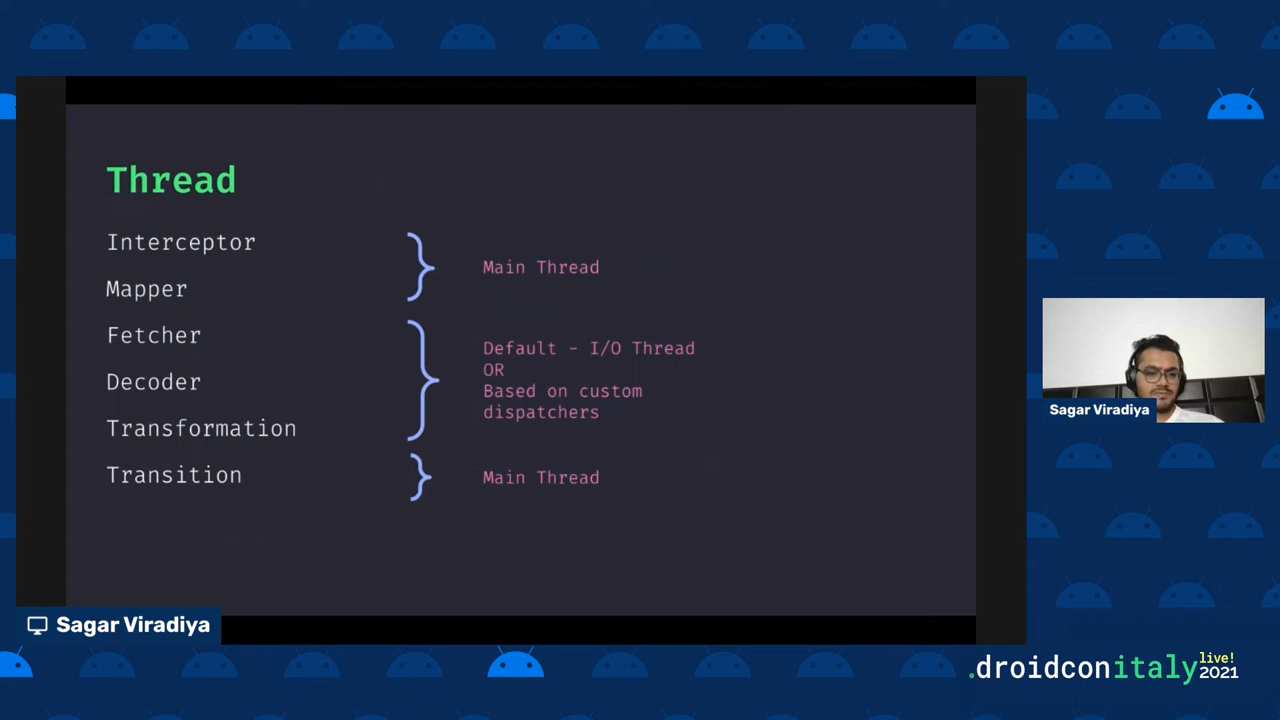 Thread
Interceptor
Mapper
Fetcher
Decoder
Transformation
Transition
Main Thread
Default - I/O Thread
OR
Based on custom
dispatchers
Main Thread
Sagar Viradiya
Sagar Viradiya
.droidconitaly live! 2021